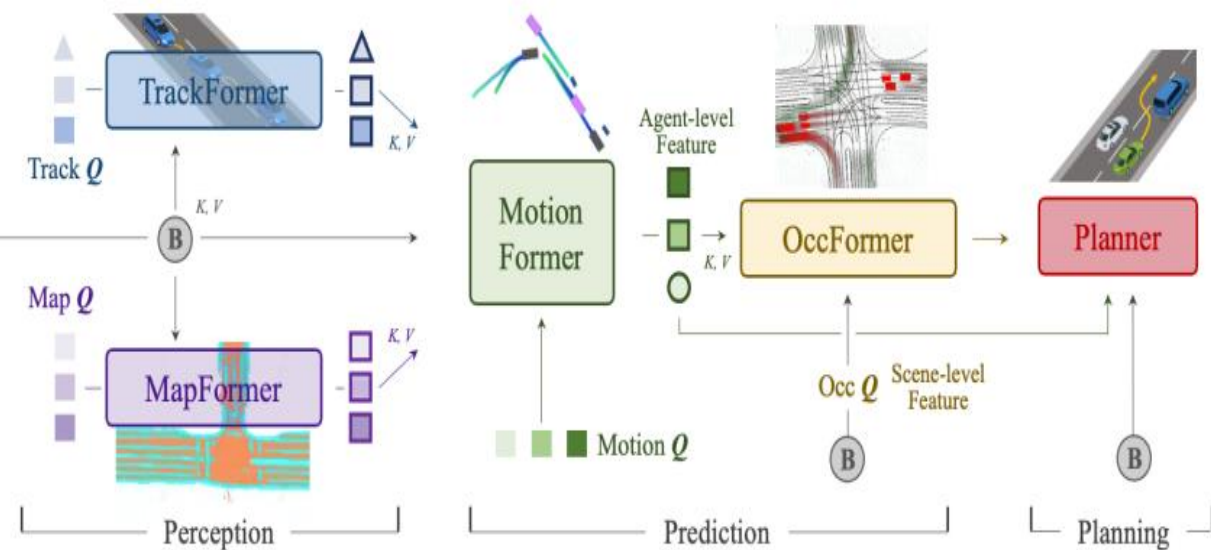 TrackFormer
K, V
Track Q
K, V
B
Map Q
K, V
MapFormer
Perception
Motion
Former
Agent-level
Feature
K, V
OccFormer
Planner
Occ Q
Scene-level
Feature
Motion Q
B
B
Prediction
Planning